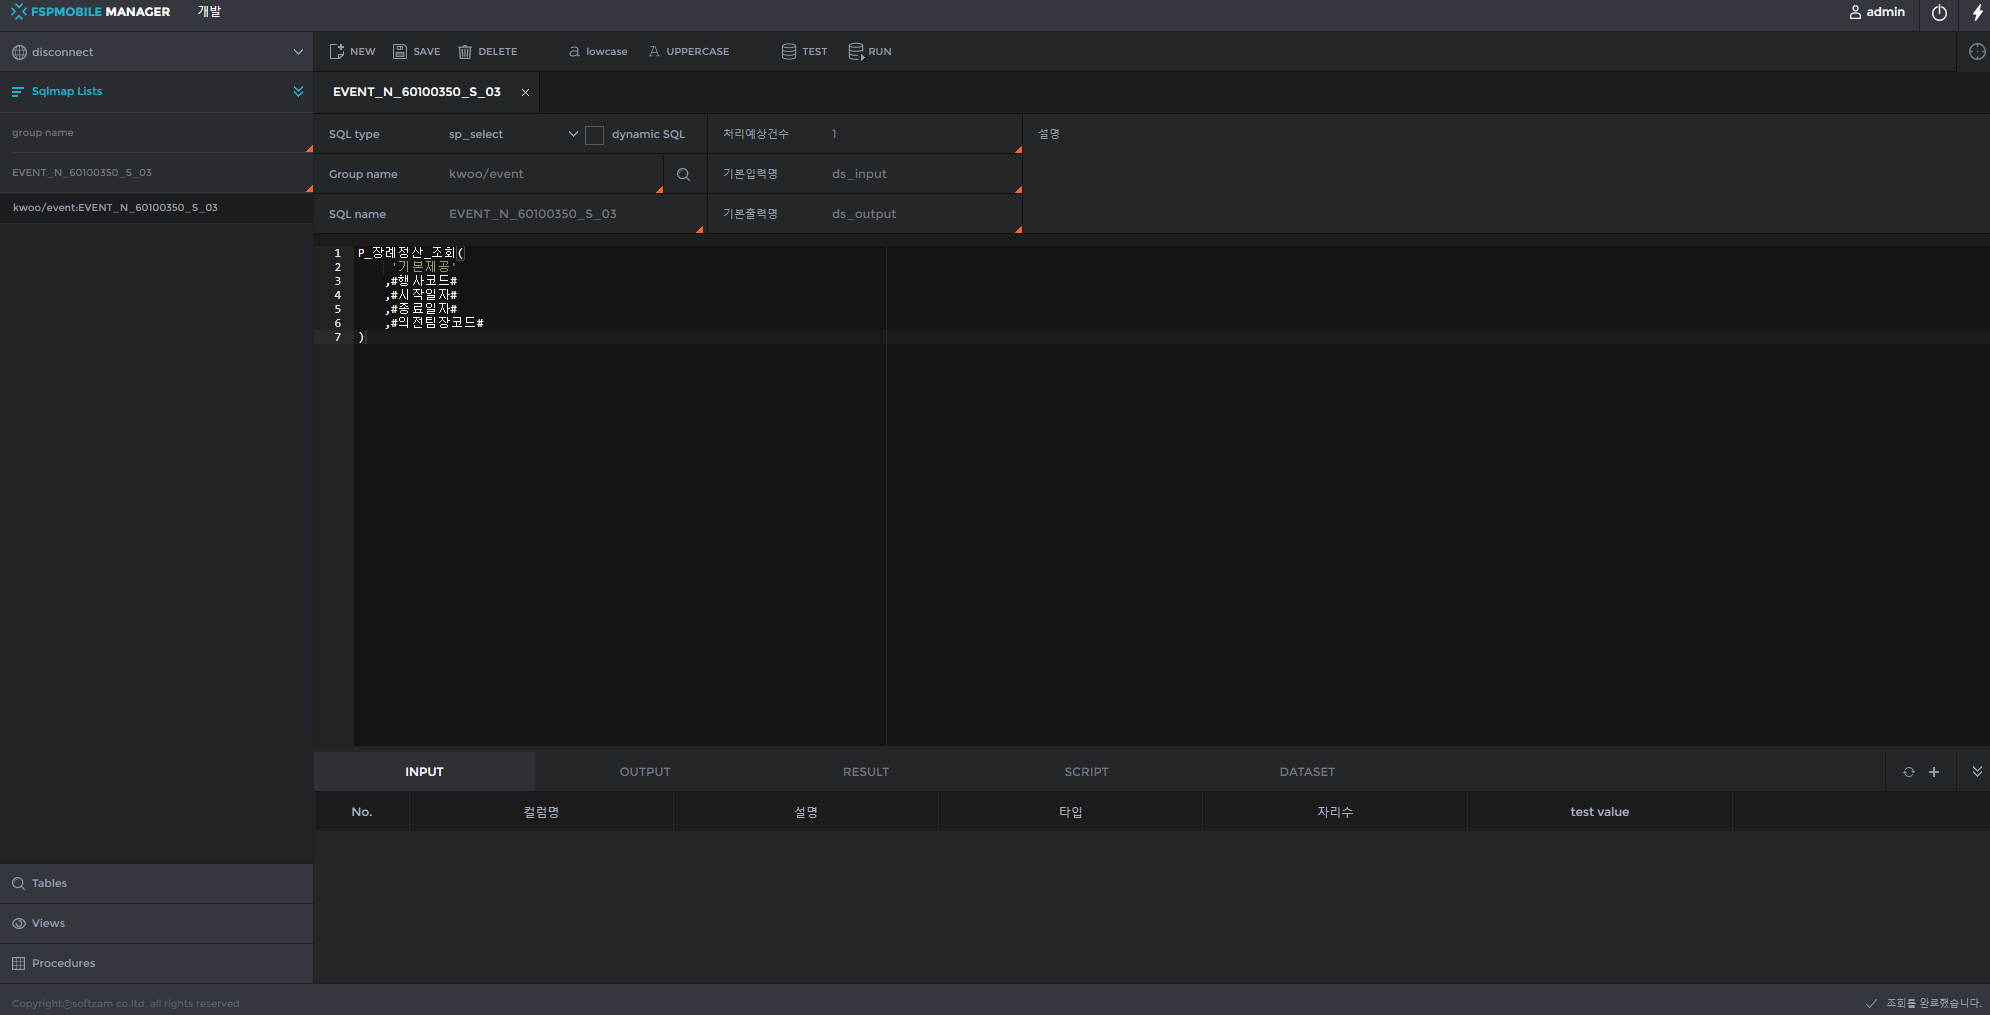 FSPMOBILE MANAGER 개발 admin
disconnect
NEW SAVE DELETE lowcase UPPERCASE TEST RUN
Sqlmap Lists
group name
EVENT_N_60100350_S_03
kwoo/event:EVENT_N_60100350_S_03
EVENT_N_60100350_S_03
SQL type sp_select dynamic SQL 처리예상건수 1 설명
Group name kwoo/event 기본입력명 ds_input
SQL name EVENT_N_60100350_S_03 기본출력명 ds_output
1 P_장례정산_조회(
2 '기본제공'
3 ,#행사코드#
4 ,#시작일자#
5 ,#종료일자#
6 ,#의전팀장코드#
7 )
INPUT OUTPUT RESULT SCRIPT DATASET
No. 컬럼명 설명 타입 자리수 test value
Tables
Views
Procedures
Copyright©softzam co.ltd. all rights reserved
조회를 완료했습니다.